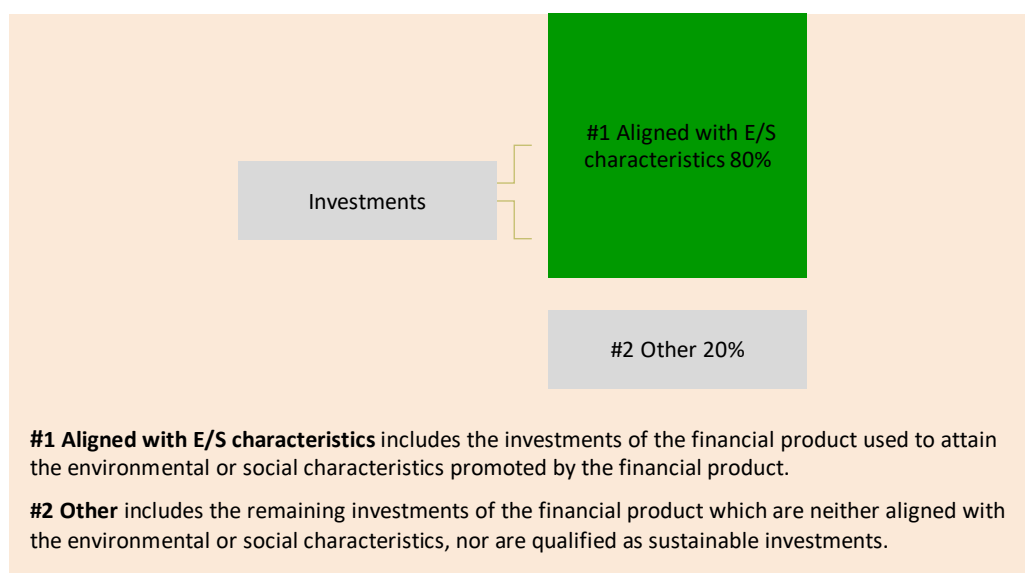 #1 Aligned with E/S
characteristics 80%
Investments
#2 Other 20%
#1 Aligned with E/S characteristics includes the investments of the financial product used to attain
the environmental or social characteristics promoted by the financial product.
#2 Other includes the remaining investments of the financial product which are neither aligned with
the environmental or social characteristics, nor are qualified as sustainable investments.